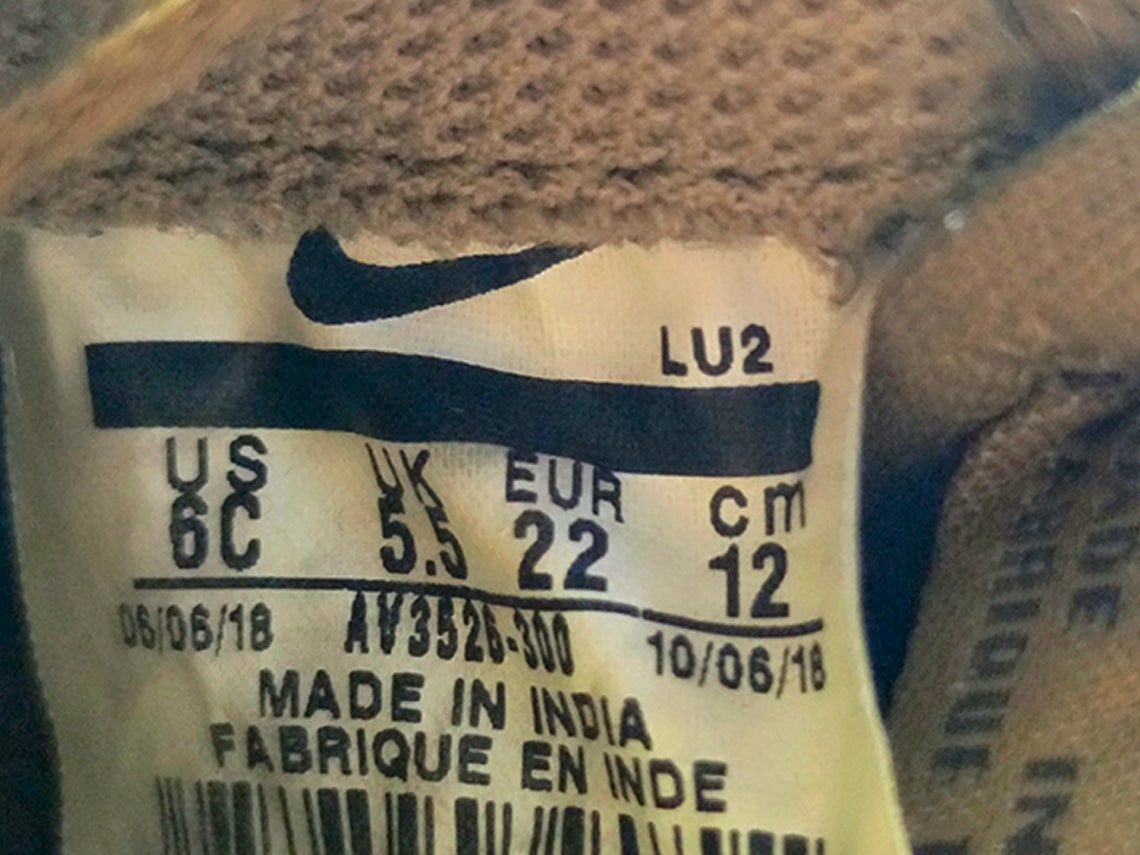 LU2
US UK EUR cm
6C 5.5 22 12
06/06/18 AV3526-300 10/06/18
MADE IN INDIA
FABRIQUE EN INDE